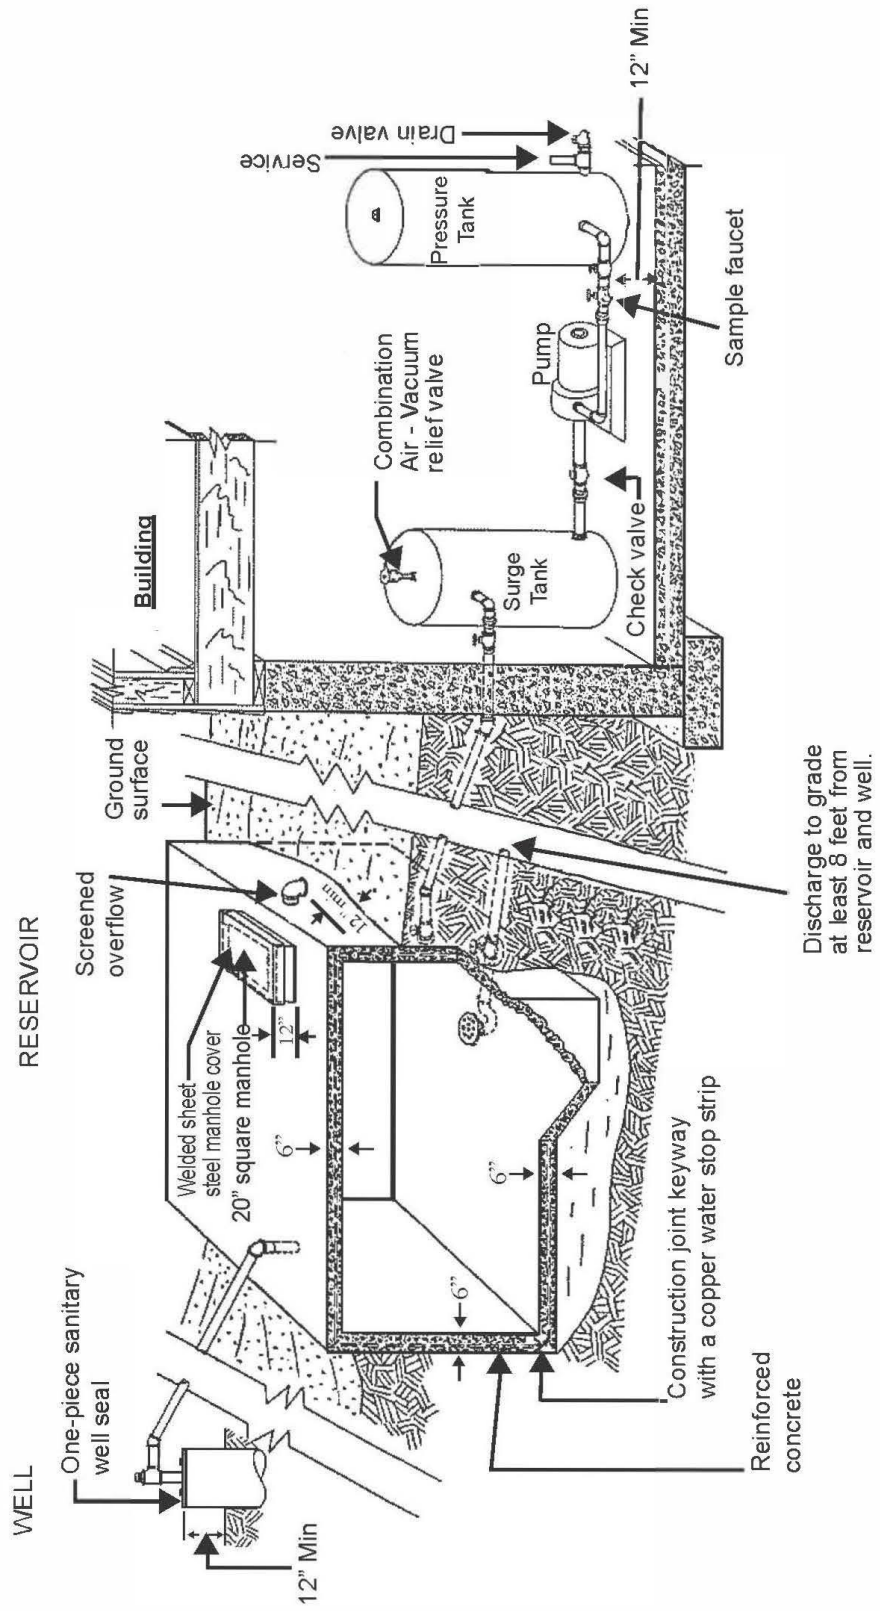 WELL
RESERVOIR
One-piece sanitary
well seal
12" Min
Welded sheet
steel manhole cover
20" square manhole
12"
Screened
overflow
12" min
Ground
surface
Building
6"
6"
6"
Reinforced
concrete
Construction joint keyway
with a copper water stop strip
Discharge to grade
at least 8 feet from
reservoir and well.
Combination
Air - Vacuum
relief valve
Surge
Tank
Check valve
Pump
Pressure
Tank
Service
Drain valve
Sample faucet
12" Min